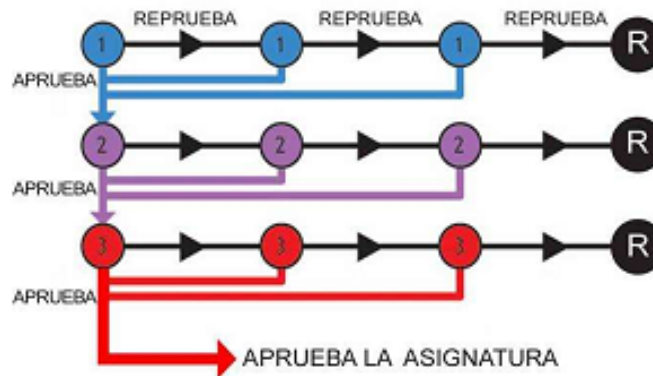 REPRUEBA REPRUEBA REPRUEBA
1 1 1 R
APRUEBA
2 2 2 R
APRUEBA
3 3 3 R
APRUEBA
APRUEBA LA ASIGNATURA